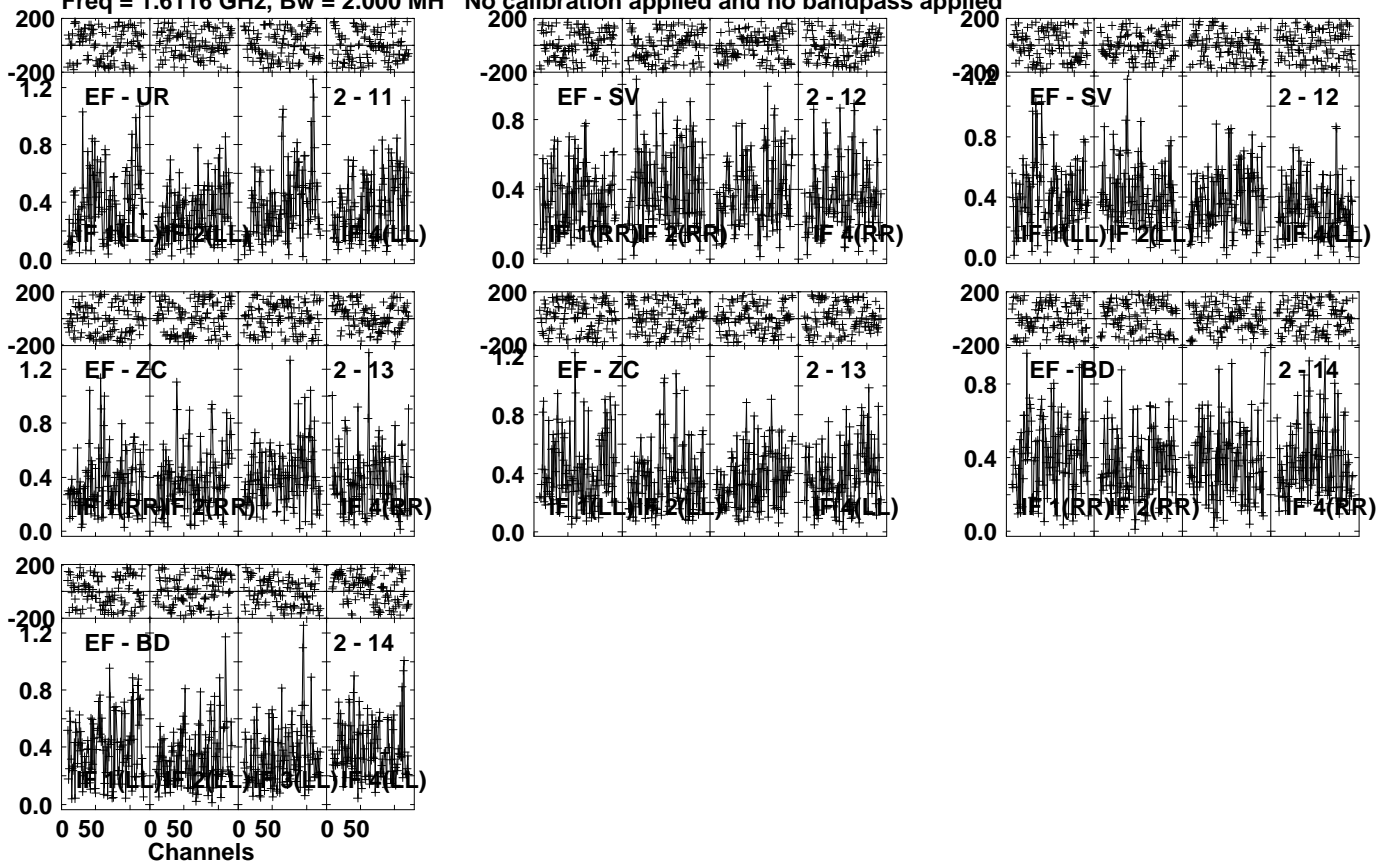 Freq = 1.6116 GHz, Bw = 2.000 MH No calibration applied and no bandpass applied
200
-200
EF - UR 2 - 11
1.2
0.8
0.4
0.0
IF 1(LL) IF 2(LL) IF 4(LL)
200
-200
EF - SV 2 - 12
0.8
0.4
0.0
IF 1(RR) IF 2(RR) IF 4(RR)
200
-200
1.2
EF - SV 2 - 12
0.8
0.4
0.0
IF 1(LL) IF 2(LL) IF 4(LL)
200
-200
EF - ZC 2 - 13
1.2
0.8
0.4
0.0
IF 1(RR) IF 2(RR) IF 4(RR)
200
-200
1.2
EF - ZC 2 - 13
0.8
0.4
0.0
IF 1(LL) IF 2(LL) IF 4(LL)
200
-200
EF - BD 2 - 14
0.8
0.4
0.0
IF 1(RR) IF 2(RR) IF 4(RR)
200
-200
1.2
EF - BD 2 - 14
0.8
0.4
0.0
IF 1(LL) IF 2(LL) IF 3(LL) IF 4(LL)
0 50 0 50 0 50 0 50
Channels